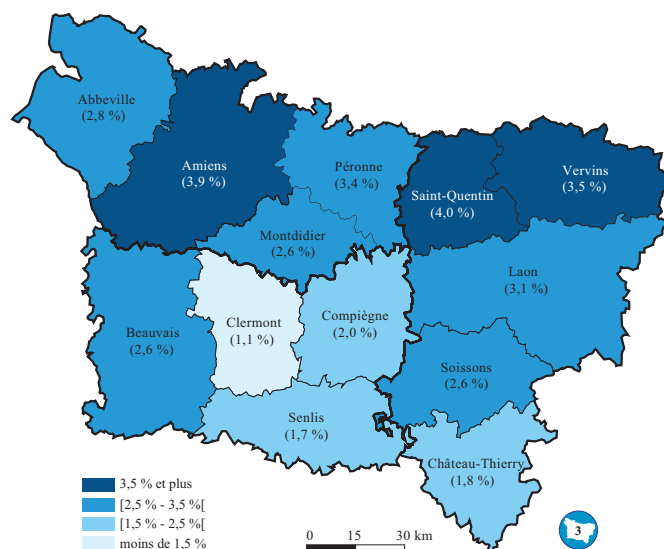 Abbeville
(2,8 %)
Amiens
(3,9 %)
Péronne
(3,4 %)
Saint-Quentin
(4,0 %)
Vervins
(3,5 %)
Montdidier
(2,6 %)
Laon
(3,1 %)
Beauvais
(2,6 %)
Clermont
(1,1 %)
Compiègne
(2,0 %)
Soissons
(2,6 %)
Senlis
(1,7 %)
Château-Thierry
(1,8 %)
3,5 % et plus
[2,5 % - 3,5 %[
[1,5 % - 2,5 %[
moins de 1,5 %
0 15 30 km
3